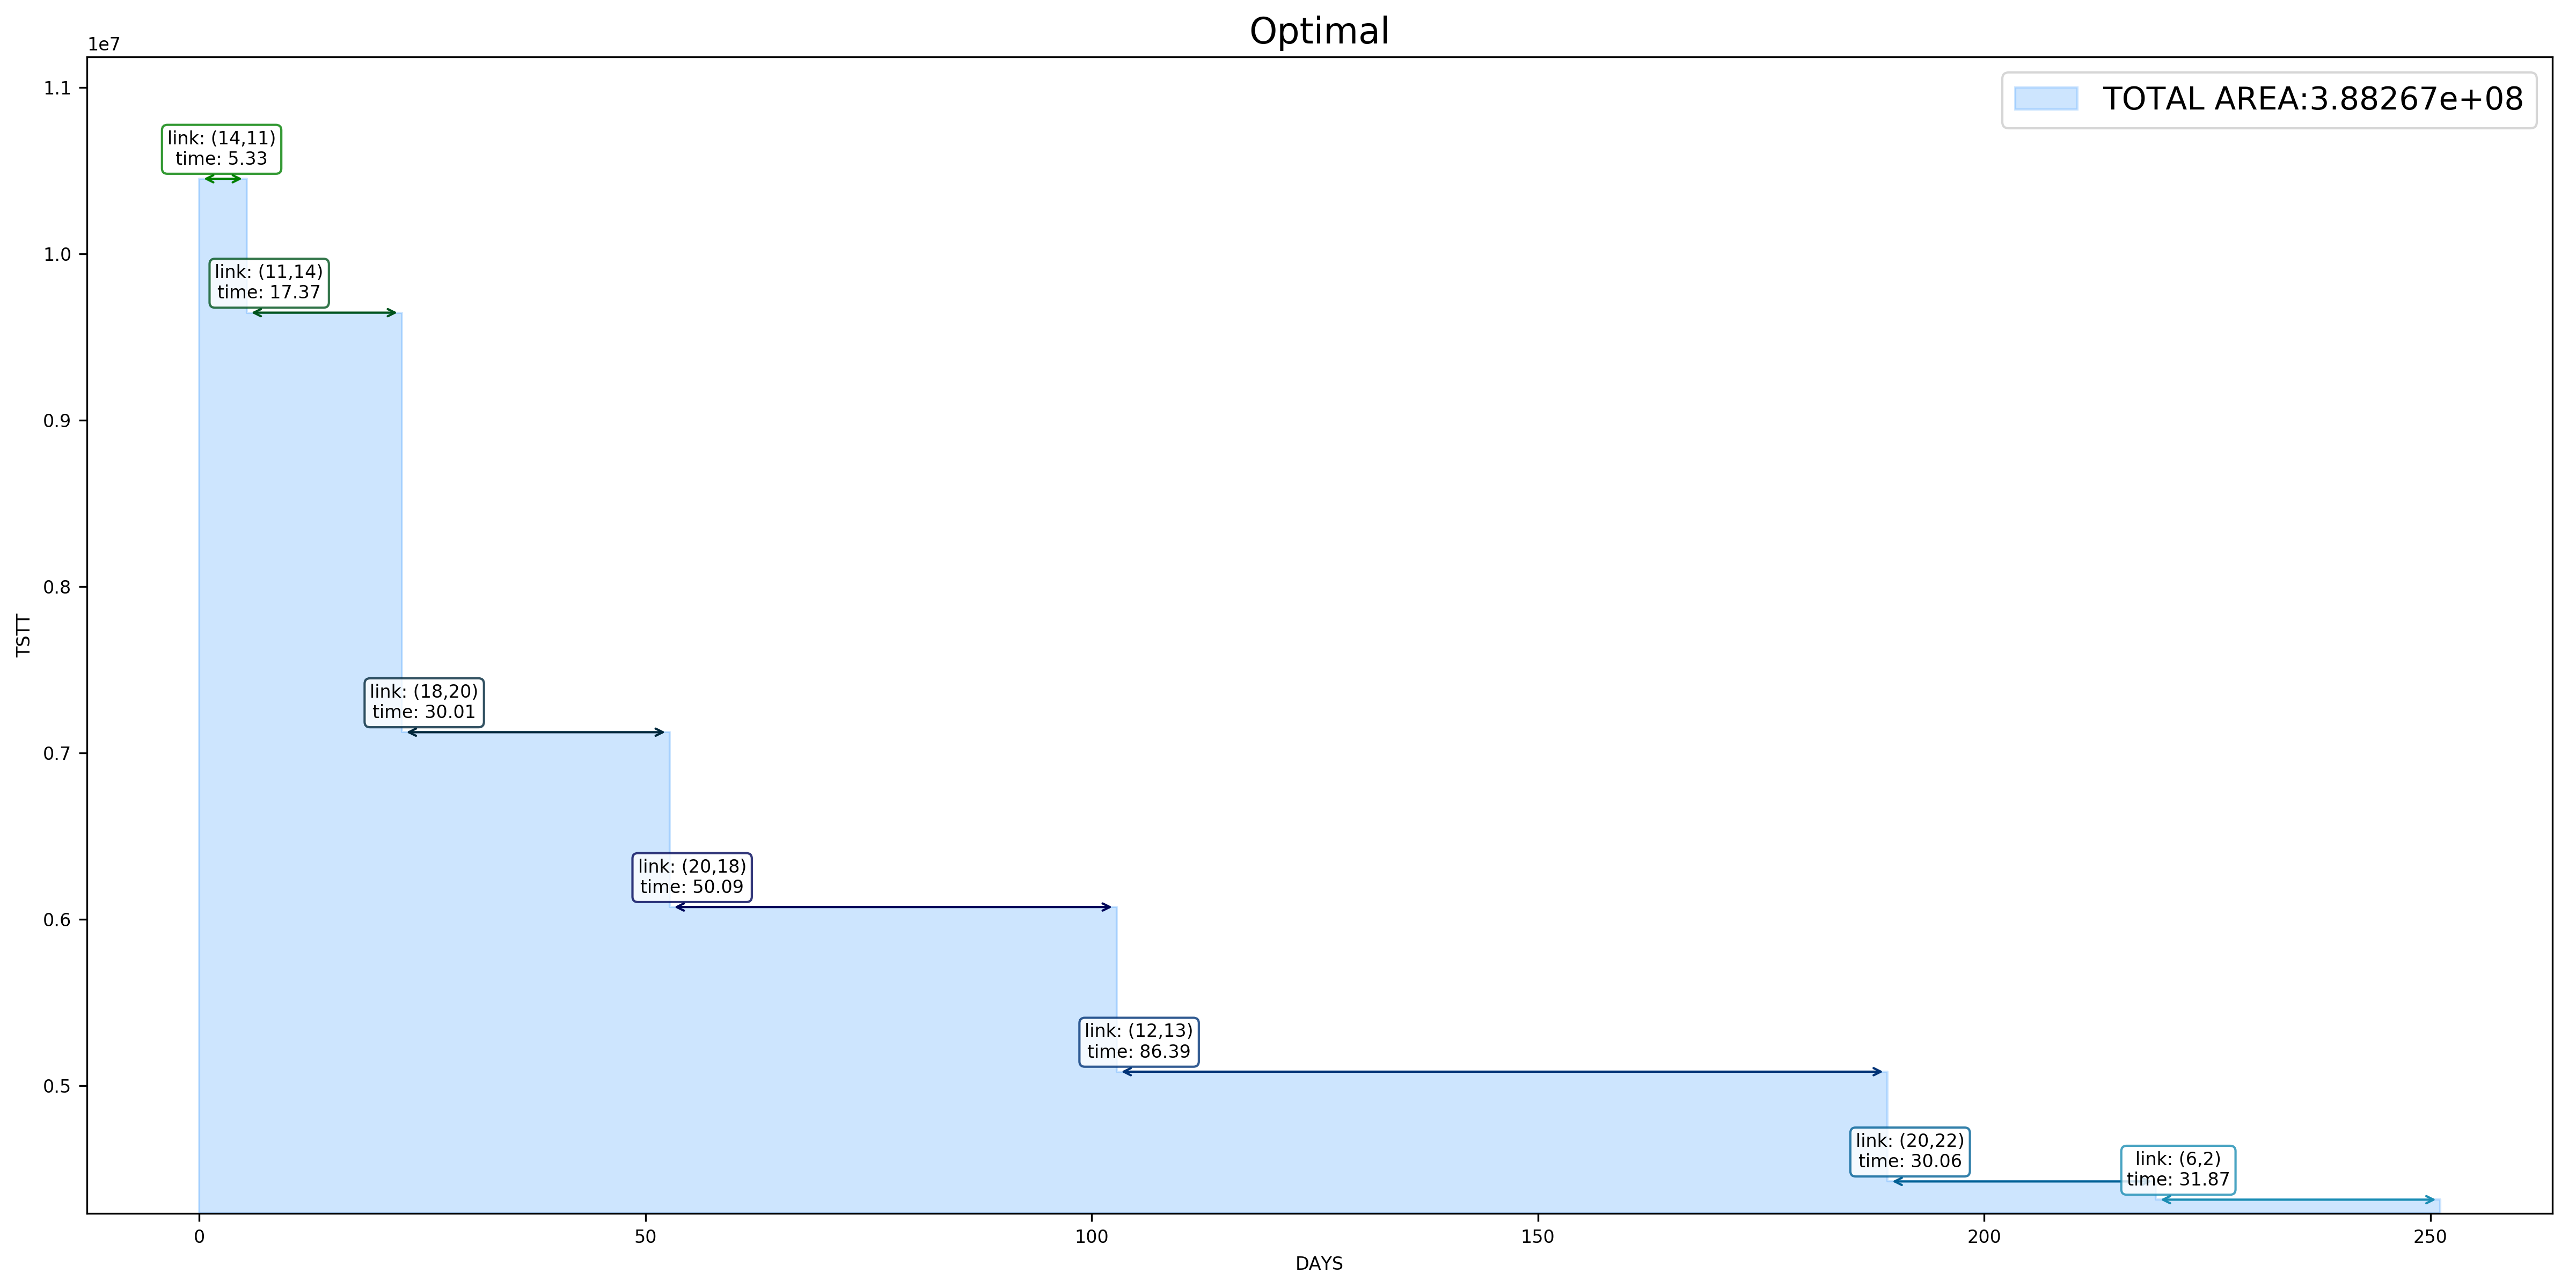 Optimal
1e7
TOTAL AREA:3.88267e+08
1.1
1.0
0.9
0.8
0.7
0.6
0.5
TSTT
link: (14,11)
time: 5.33
link: (11,14)
time: 17.37
link: (18,20)
time: 30.01
link: (20,18)
time: 50.09
link: (12,13)
time: 86.39
link: (20,22)
time: 30.06
link: (6,2)
time: 31.87
0
50
100
150
200
250
DAYS